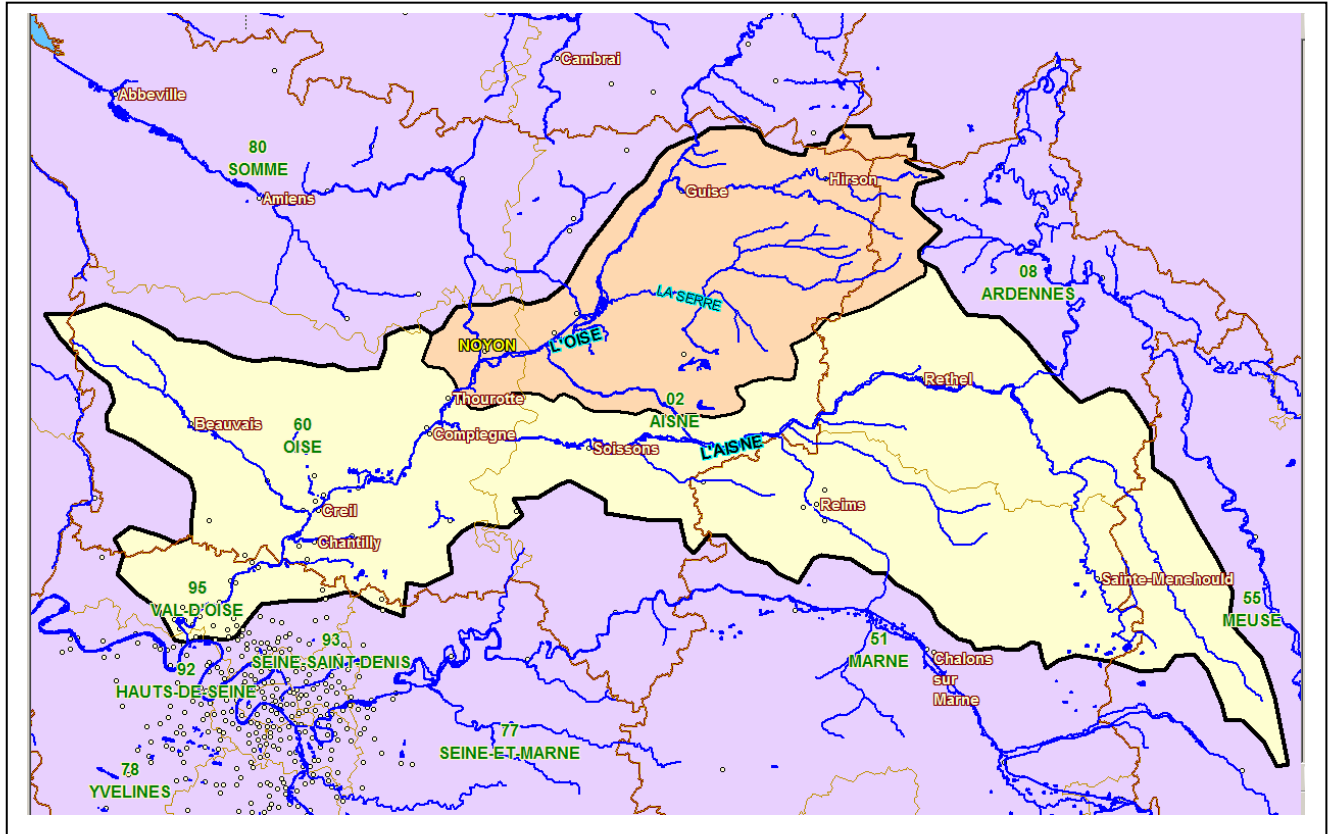 Cambrai
Abbeville
80
SOMME
Amiens
Guise
Hirson
08
ARDENNES
LA SERRE
NOYON
L'OISE
Rethel
Thourotte
02
AISNE
Beauvais
60
OISE
Compiegne
Soissons
L'AISNE
Reims
Creil
Chantilly
Sainte-Menehould
95
VAL-D'OISE
55
MEUSE
93
SEINE-SAINT-DENIS
51
MARNE
Chalons
sur
Marne
92
HAUTS-DE-SEINE
77
SEINE-ET-MARNE
78
YVELINES